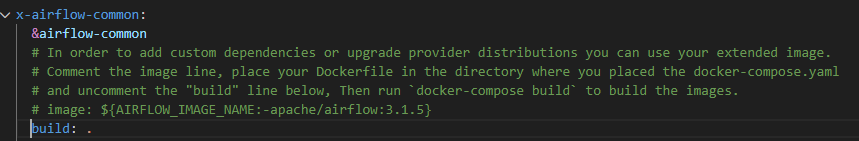 x-airflow-common:
&airflow-common
# In order to add custom dependencies or upgrade provider distributions you can use your extended image.
# Comment the image line, place your Dockerfile in the directory where you placed the docker-compose.yaml
# and uncomment the "build" line below, Then run `docker-compose build` to build the images.
# image: ${AIRFLOW_IMAGE_NAME:-apache/airflow:3.1.5}
build: .